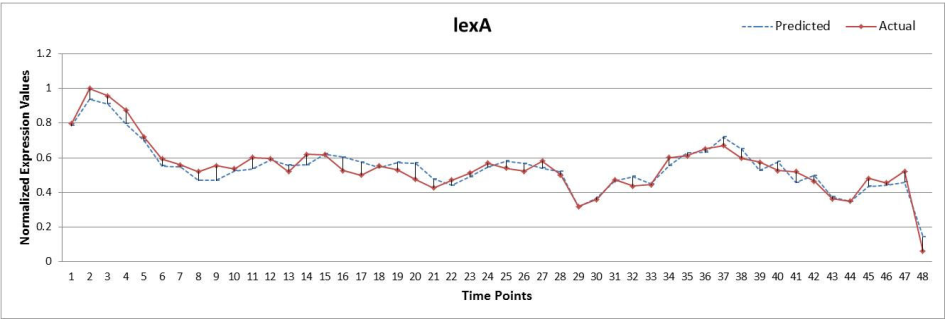 lexA
Predicted Actual
Normalized Expression Values
1.2
1
0.8
0.6
0.4
0.2
0
1 2 3 4 5 6 7 8 9 10 11 12 13 14 15 16 17 18 19 20 21 22 23 24 25 26 27 28 29 30 31 32 33 34 35 36 37 38 39 40 41 42 43 44 45 46 47 48
Time Points